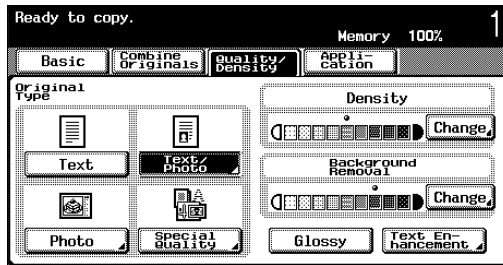 Ready to copy.
1
Memory 100%
Basic
Combine
Originals
Quality/
Density
Appli-
cation
Original
Type
Text
Text/
Photo
Photo
Special
Quality
Density
Change
Background
Removal
Change
Glossy
Text En-
hancement